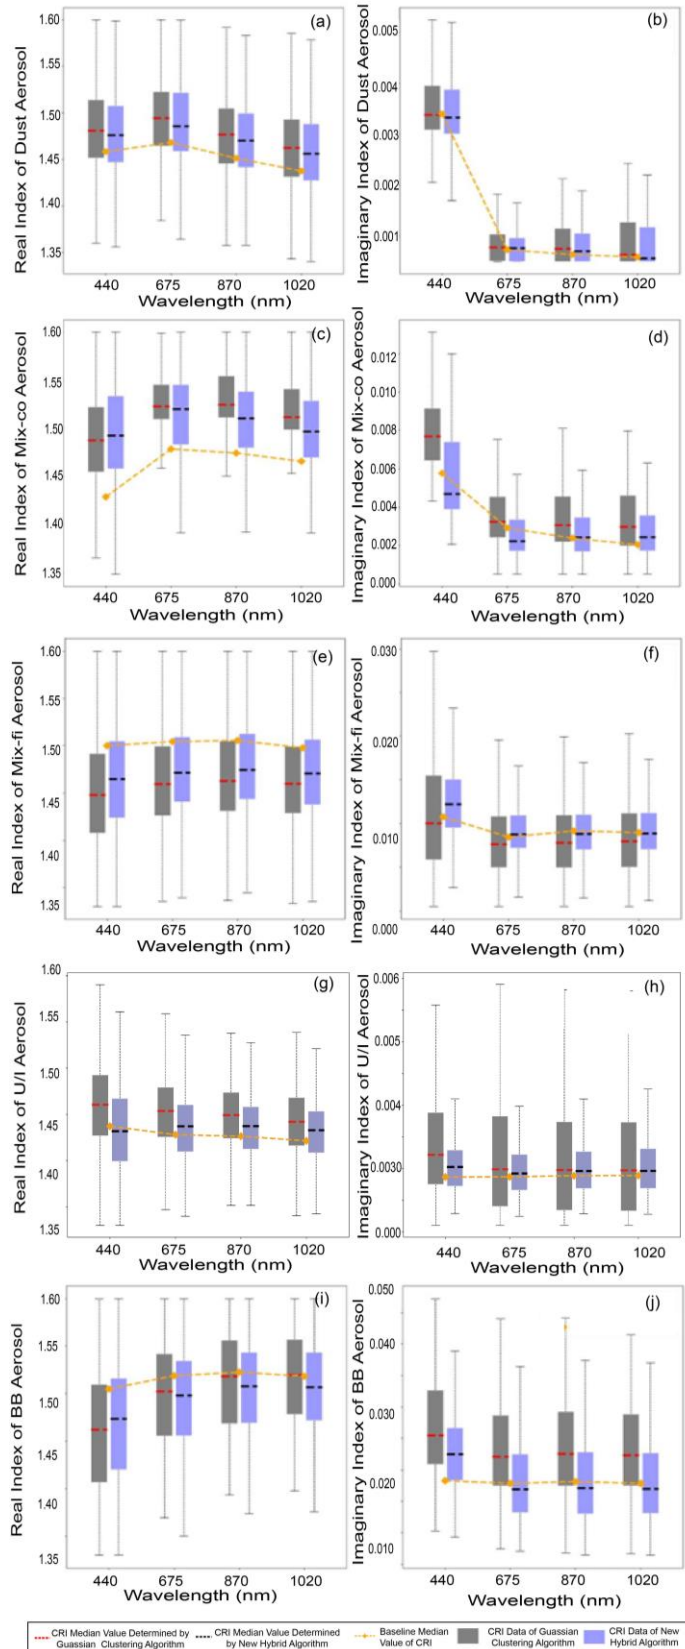 (a)
Real Index of Dust Aerosol
1.60
1.50
1.45
1.35
440 675 870 1020
Wavelength (nm)
(b)
Imaginary Index of Dust Aerosol
0.005
0.003
0.002
0.001
440 675 870 1020
Wavelength (nm)
(c)
Real Index of Mix-co Aerosol
1.60
1.55
1.50
1.45
1.40
1.35
440 675 870 1020
Wavelength (nm)
(d)
Imaginary Index of Mix-co Aerosol
0.012
0.010
0.008
0.006
0.004
0.002
0.000
440 675 870 1020
Wavelength (nm)
(e)
Real Index of Mix-fi Aerosol
1.60
1.55
1.50
1.45
1.40
1.35
440 675 870 1020
Wavelength (nm)
(f)
Imaginary Index of Mix-fi Aerosol
0.030
0.020
0.010
0.000
440 675 870 1020
Wavelength (nm)
(g)
Real Index of U/I Aerosol
1.60
1.50
1.45
1.40
1.35
440 675 870 1020
Wavelength (nm)
(h)
Imaginary Index of U/I Aerosol
0.006
0.004
0.003
0.000
440 675 870 1020
Wavelength (nm)
(i)
Real Index of BB Aerosol
1.60
1.55
1.50
1.45
1.40
1.35
440 675 870 1020
Wavelength (nm)
(j)
Imaginary Index of BB Aerosol
0.050
0.040
0.030
0.020
0.010
440 675 870 1020
Wavelength (nm)
CRI Median Value Determined by
Guassian Clustering Algorithm
CRI Median Value Determined
by New Hybrid Algorithm
Baseline Median
Value of CRI
CRI Data of Guassian
Clustering Algorithm
CRI Data of New
Hybrid Algorithm